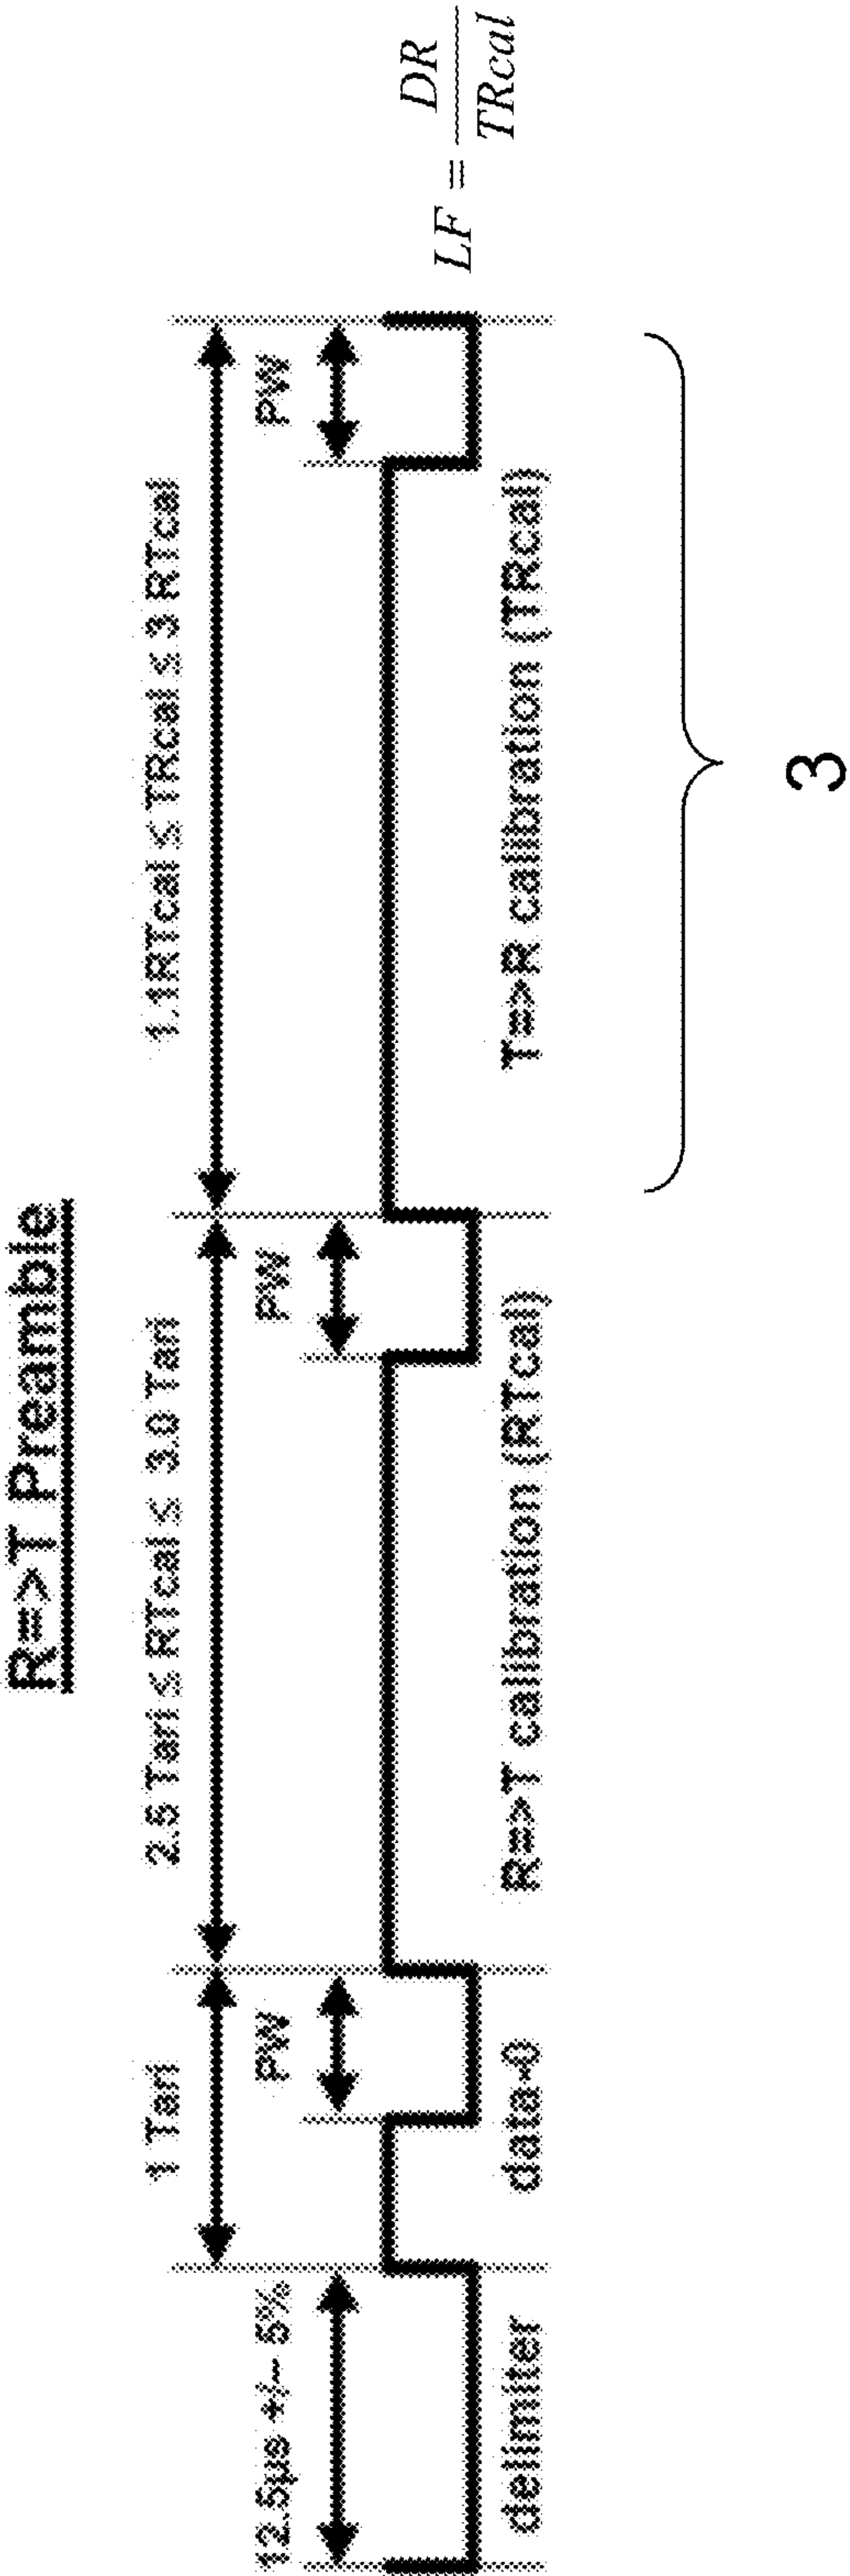 R=>T Preamble
1 Tari
2.5 Tari ≤ RTcal ≤ 3.0 Tari
1.1RTcal ≤ TRcal ≤ 3 RTcal
12.5µs +/– 5%
PW
PW
PW
delimiter
data-0
R=>T calibration (RTcal)
T=>R calibration (TRcal)
LF = DR / TRcal
3